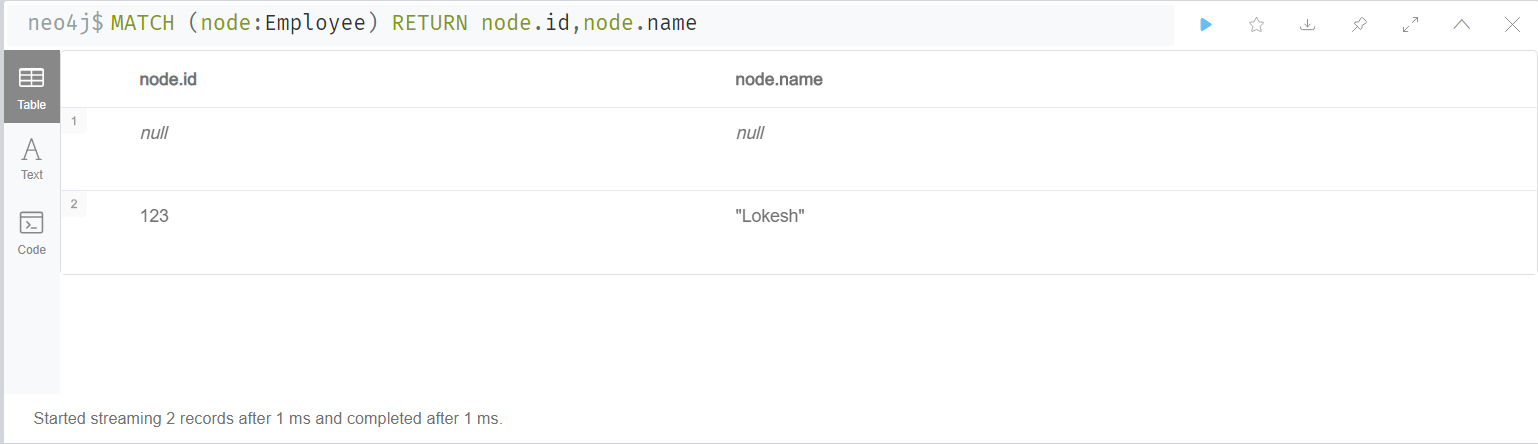 neo4j$ MATCH (node:Employee) RETURN node.id,node.name
Table
Text
Code
node.id node.name
1 null null
2 123 "Lokesh"
Started streaming 2 records after 1 ms and completed after 1 ms.